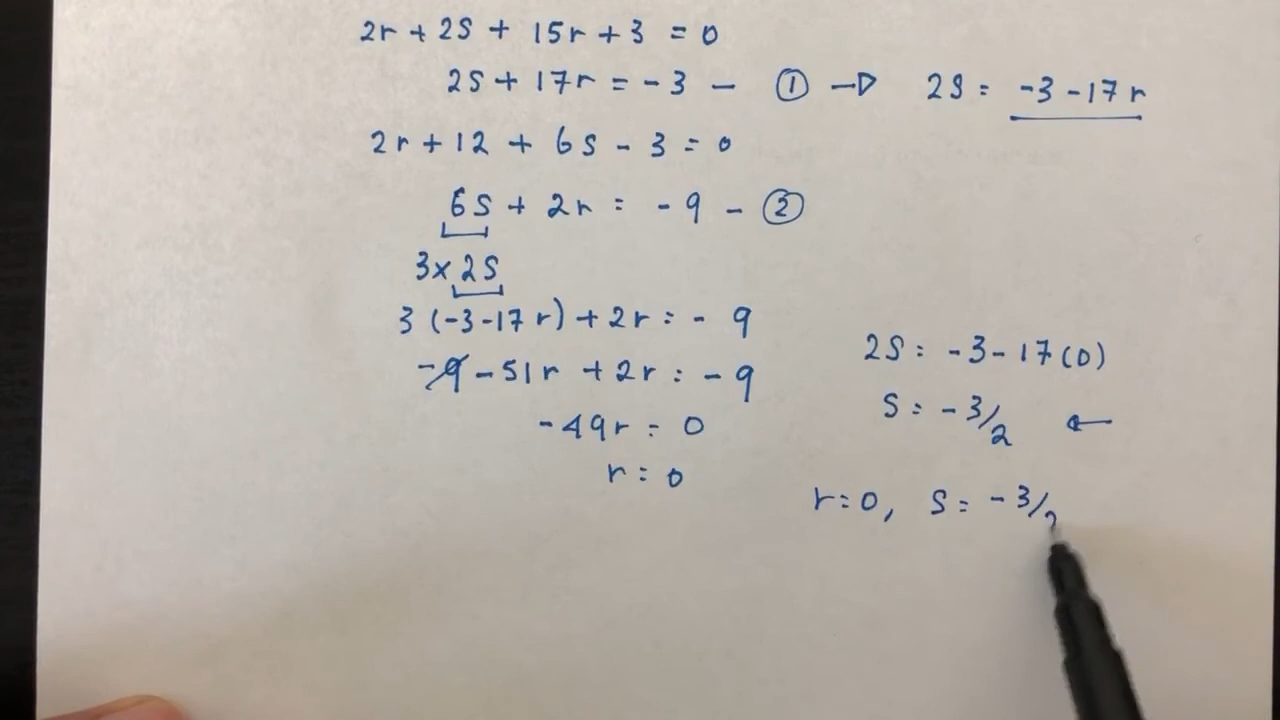 2r + 2s + 15r + 3 = 0
2s + 17r = -3 - ① → 2s = -3 - 17r
2r + 12 + 6s - 3 = 0
6s + 2r = -9 - ②
3 × 2s
3 (-3 - 17r) + 2r = -9
-9 - 51r + 2r = -9
-49r = 0
r = 0
2s = -3 - 17(0)
s = -3/2 ←
r = 0, s = -3/2